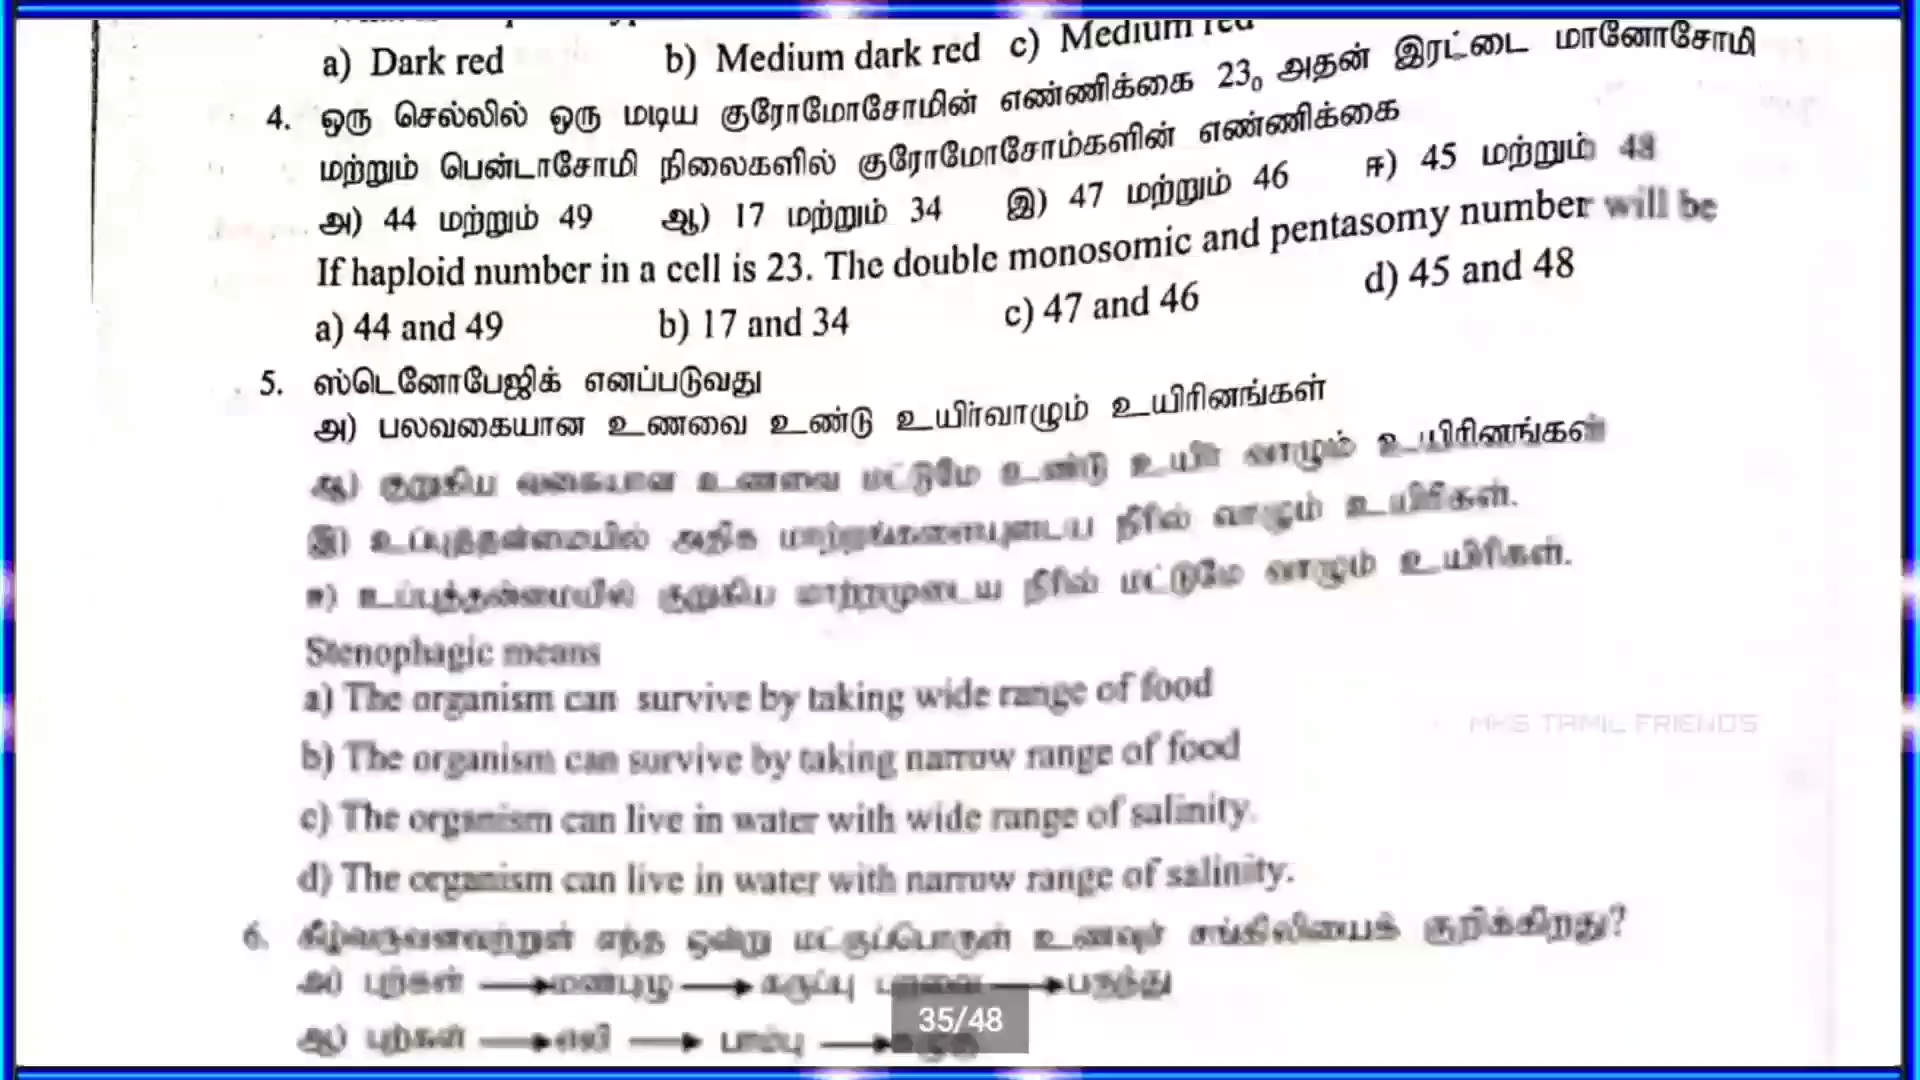 a) Dark red b) Medium dark red c) Medium red
4. ஒரு செல்லில் ஒரு மடிய குரோமோசோமின் எண்ணிக்கை 23, அதன் இரட்டை மானோசோமி
மற்றும் பென்டாசோமி நிலைகளில் குரோமோசோம்களின் எண்ணிக்கை
அ) 44 மற்றும் 49 ஆ) 17 மற்றும் 34 இ) 47 மற்றும் 46 ஈ) 45 மற்றும் 48
If haploid number in a cell is 23. The double monosomic and pentasomy number will be
a) 44 and 49 b) 17 and 34 c) 47 and 46 d) 45 and 48
5. ஸ்டெனோபேஜிக் எனப்படுவது
அ) பலவகையான உணவை உண்டு உயிர்வாழும் உயிரினங்கள்
ஆ) குறுகிய வகையான உணவை மட்டுமே உண்டு உயிர் வாழும் உயிரினங்கள்
இ) உப்புத்தன்மையில் அதிக மாற்றங்களையுடைய நீரில் வாழும் உயிரிகள்.
ஈ) உப்புத்தன்மையில் குறுகிய மாற்றமுடைய நீரில் மட்டுமே வாழும் உயிரிகள்.
Stenophagic means
a) The organism can survive by taking wide range of food
b) The organism can survive by taking narrow range of food
c) The organism can live in water with wide range of salinity.
d) The organism can live in water with narrow range of salinity.
MKS TAMIL FRIENDS
6. கீழ்வருவனவற்றுள் எந்த ஒன்று மட்குப்பொருள் உணவுச் சங்கிலியைக் குறிக்கிறது?
அ) புற்கள் → மண்புழு → கருப்பு பறவை → பருந்து
ஆ) புற்கள் → எலி → பாம்பு →
35/48